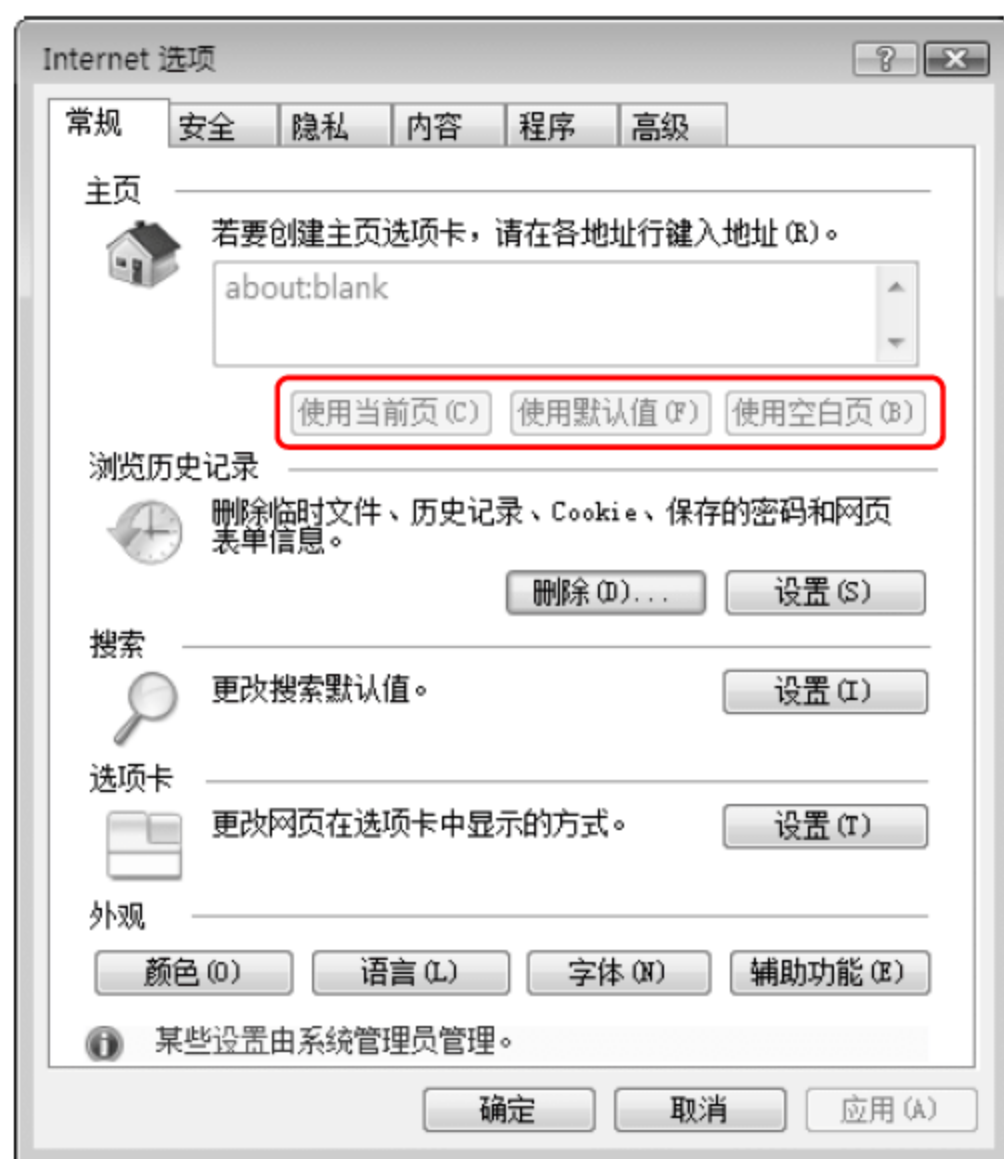 Internet 选项
常规 安全 隐私 内容 程序 高级
主页
若要创建主页选项卡，请在各地址行键入地址(R)。
about:blank
使用当前页(C) 使用默认值(F) 使用空白页(B)
浏览历史记录
删除临时文件、历史记录、Cookie、保存的密码和网页
表单信息。
删除(D)... 设置(S)
搜索
更改搜索默认值。 设置(I)
选项卡
更改网页在选项卡中显示的方式。 设置(T)
外观
颜色(O) 语言(L) 字体(N) 辅助功能(E)
某些设置由系统管理员管理。
确定 取消 应用(A)